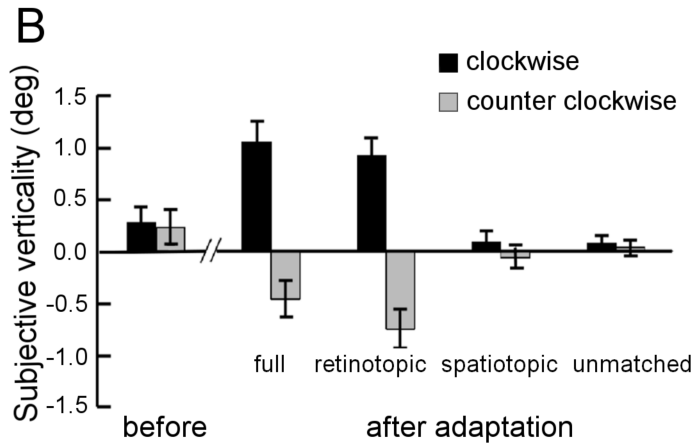 B
clockwise
counter clockwise
Subjective verticality (deg)
1.5
1.0
0.5
0.0
-0.5
-1.0
-1.5
full retinotopic spatiotopic unmatched
before after adaptation